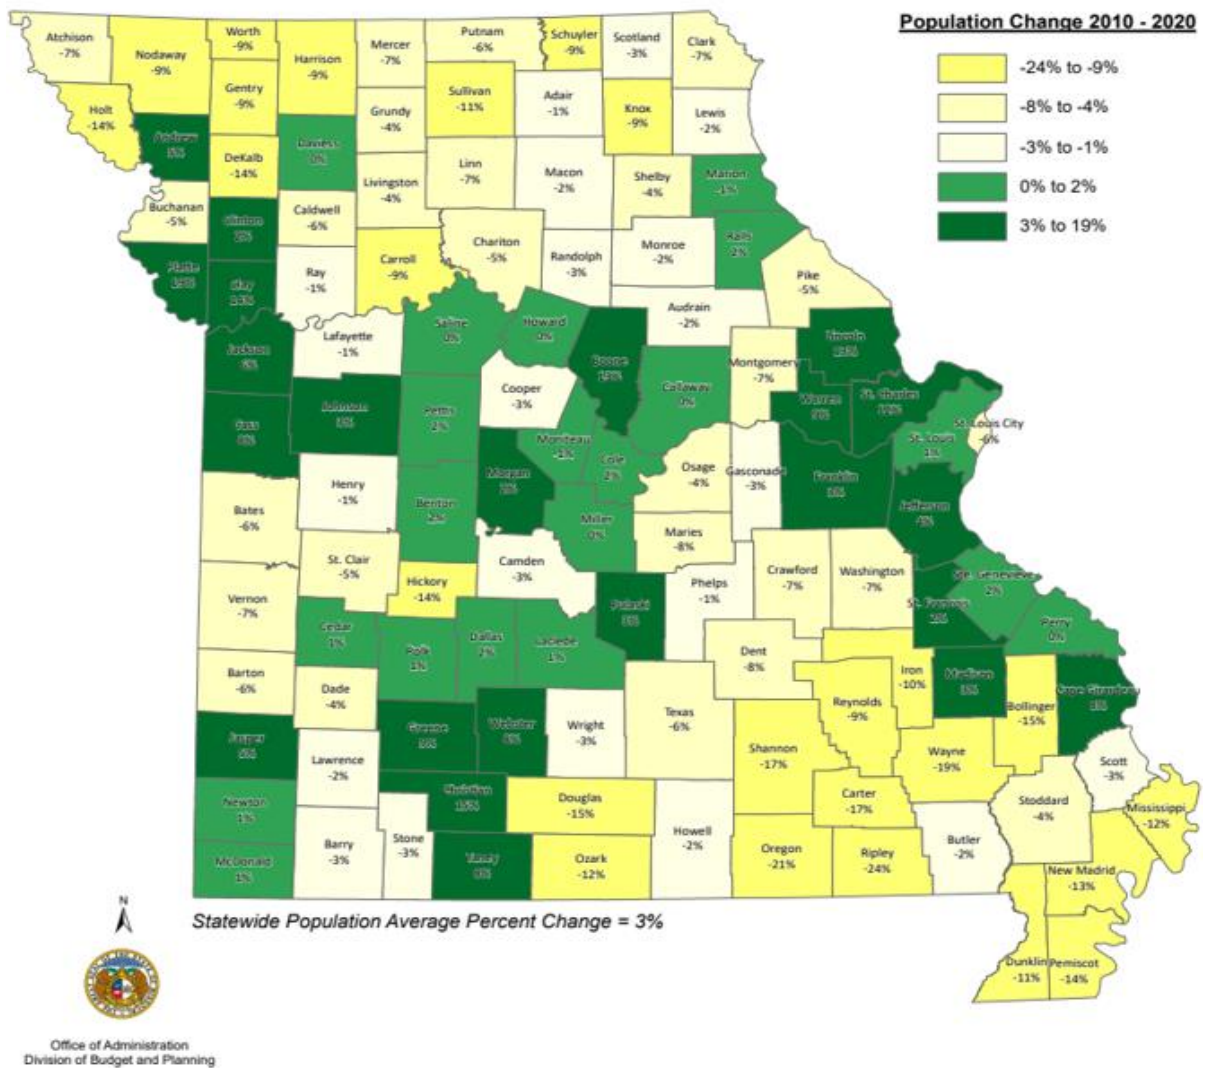 Population Change 2010 - 2020
-24% to -9%
-8% to -4%
-3% to -1%
0% to 2%
3% to 19%
Atchison
-7%
Nodaway
-9%
Worth
-9%
Harrison
-9%
Mercer
-7%
Putnam
-6%
Schuyler
-9%
Scotland
-3%
Clark
-7%
Holt
-14%
Gentry
-9%
Grundy
-4%
Sullivan
-11%
Adair
-1%
Knox
-9%
Lewis
-2%
Andrew
5%
DeKalb
-14%
Daviess
0%
Livingston
-4%
Linn
-7%
Macon
-2%
Shelby
-4%
Marion
-1%
Buchanan
-5%
Clinton
Caldwell
-6%
Carroll
-9%
Chariton
-5%
Randolph
-3%
Monroe
-2%
Ralls
2%
Pike
-5%
Platte
19%
Clay
Ray
-1%
Lafayette
-1%
Saline
0%
Howard
0%
Boone
Audrain
-2%
Montgomery
-7%
Lincoln
Jackson
Johnson
Cooper
-3%
Callaway
0%
Warren
St. Charles
St. Louis City
-6%
St. Louis
1%
Cass
Pettis
2%
Moniteau
-1%
Cole
2%
Osage
-4%
Gasconade
-3%
Franklin
Jefferson
4%
Henry
-1%
Morgan
Bates
-6%
Benton
2%
Miller
-0%
Maries
-8%
St. Clair
-5%
Hickory
-14%
Camden
-3%
Phelps
-1%
Crawford
-7%
Washington
-7%
Ste. Genevieve
2%
Vernon
-7%
Pulaski
St. Francois
Perry
0%
Cedar
1%
Polk
1%
Dallas
2%
Laclede
1%
Dent
-8%
Iron
-10%
Madison
Cape Girardeau
Barton
-6%
Dade
-4%
Texas
-6%
Reynolds
-9%
Bollinger
-15%
Jasper
Greene
Webster
Wright
-3%
Shannon
-17%
Wayne
-19%
Scott
-3%
Lawrence
-2%
Newton
1%
Christian
15%
Douglas
-15%
Carter
-17%
Stoddard
-4%
Mississippi
-12%
McDonald
1%
Barry
-3%
Stone
-3%
Taney
Ozark
-12%
Howell
-2%
Oregon
-21%
Ripley
-24%
Butler
-2%
New Madrid
-13%
Dunklin
-11%
Pemiscot
-14%
Statewide Population Average Percent Change = 3%
N
Office of Administration
Division of Budget and Planning